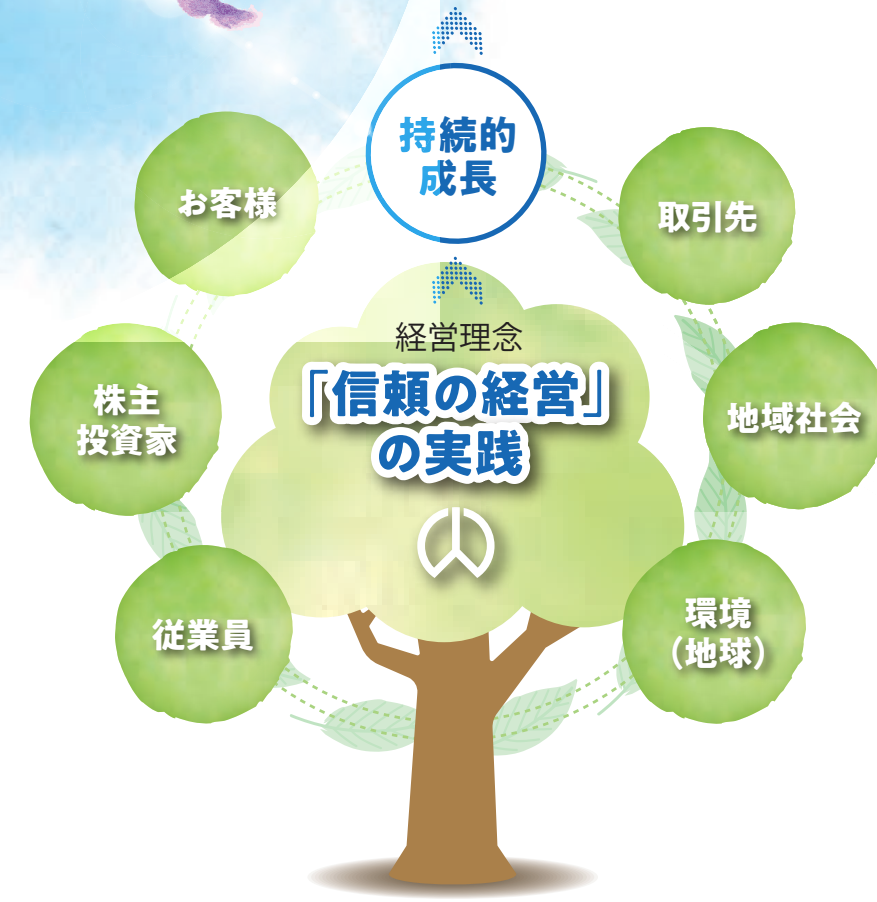 持続的
成長
お客様
取引先
経営理念
「信頼の経営」
の実践
株主
投資家
地域社会
従業員
環境
（地球）